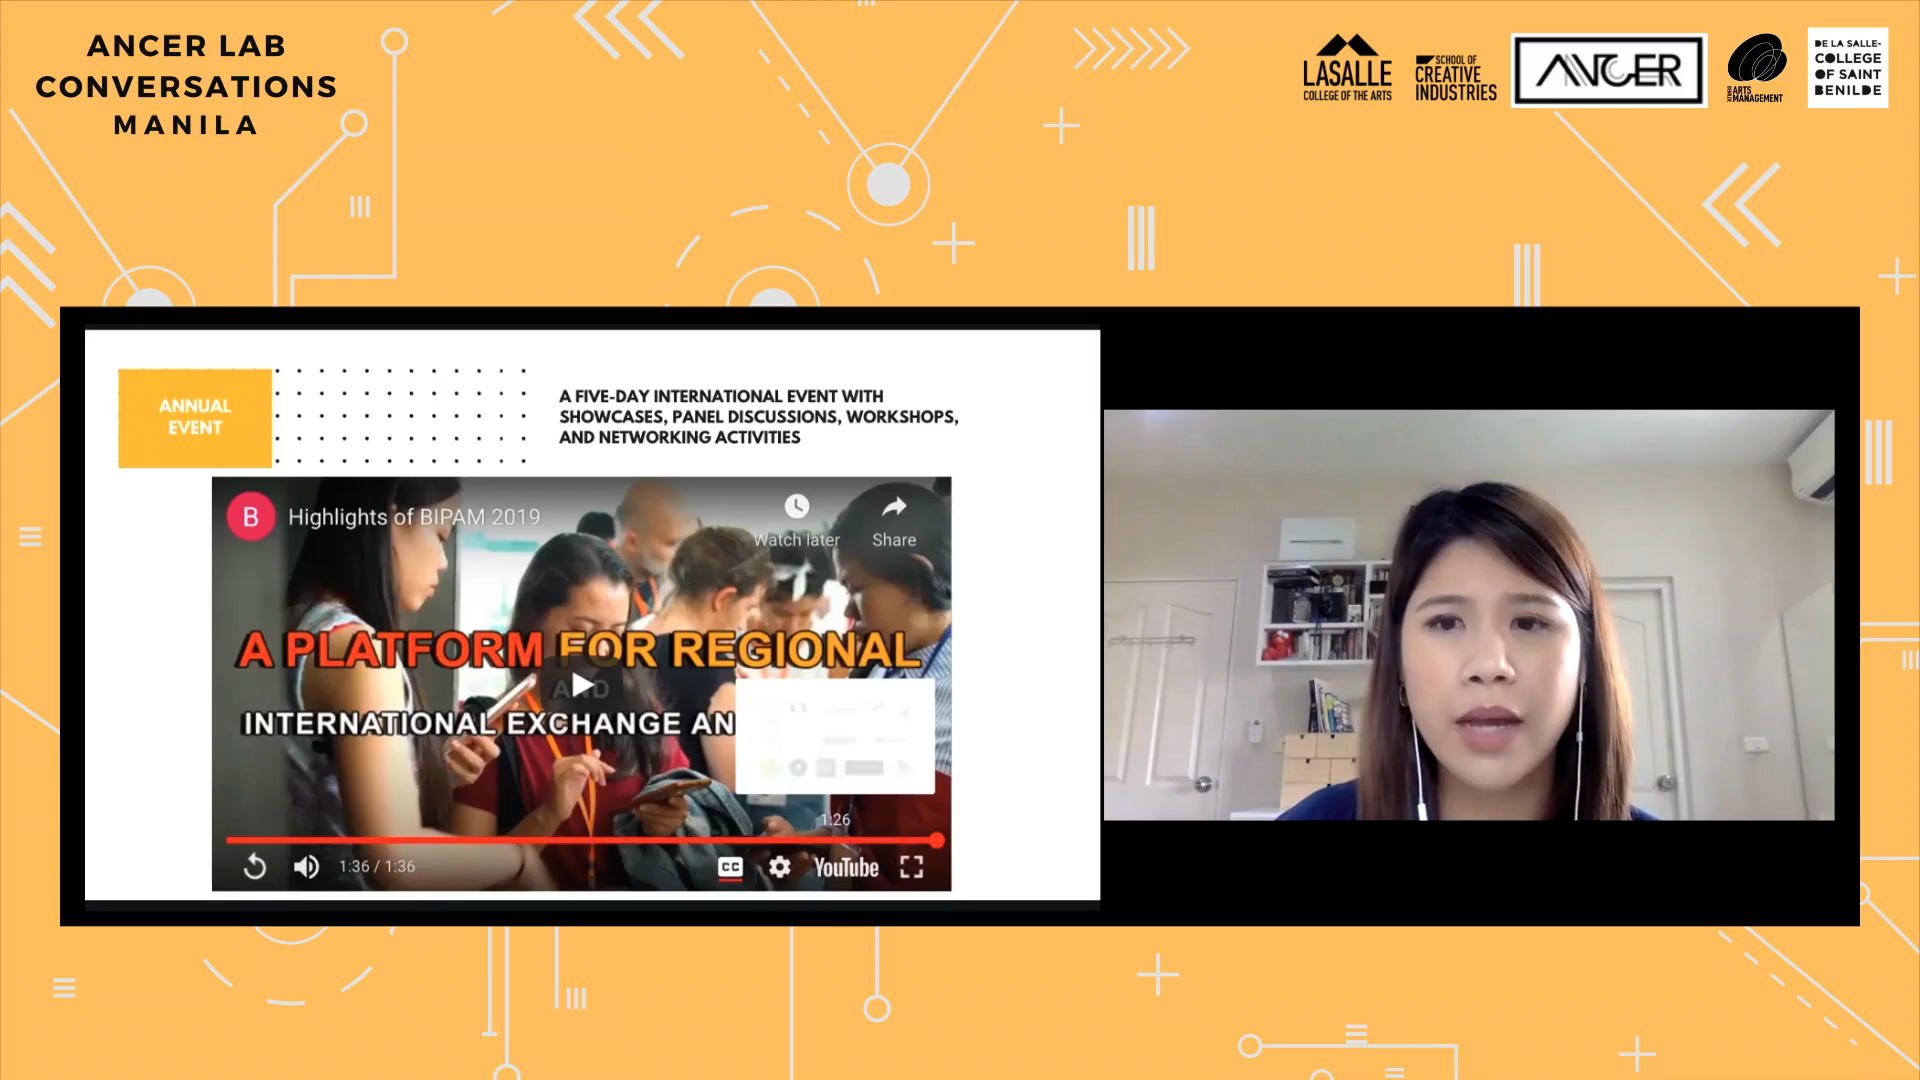 ANCER LAB
CONVERSATIONS
MANILA
LASALLE
COLLEGE OF THE ARTS
SCHOOL OF
CREATIVE
INDUSTRIES
ANCER
ARTS
MANAGEMENT
DE LA SALLE-
COLLEGE
OF SAINT
BENILDE
ANNUAL
EVENT
A FIVE-DAY INTERNATIONAL EVENT WITH
SHOWCASES, PANEL DISCUSSIONS, WORKSHOPS,
AND NETWORKING ACTIVITIES
B
Highlights of BIPAM 2019
Watch later
Share
A PLATFORM FOR REGIONAL
AND
INTERNATIONAL EXCHANGE AN
1:26
1:36 / 1:36
CC
YouTube